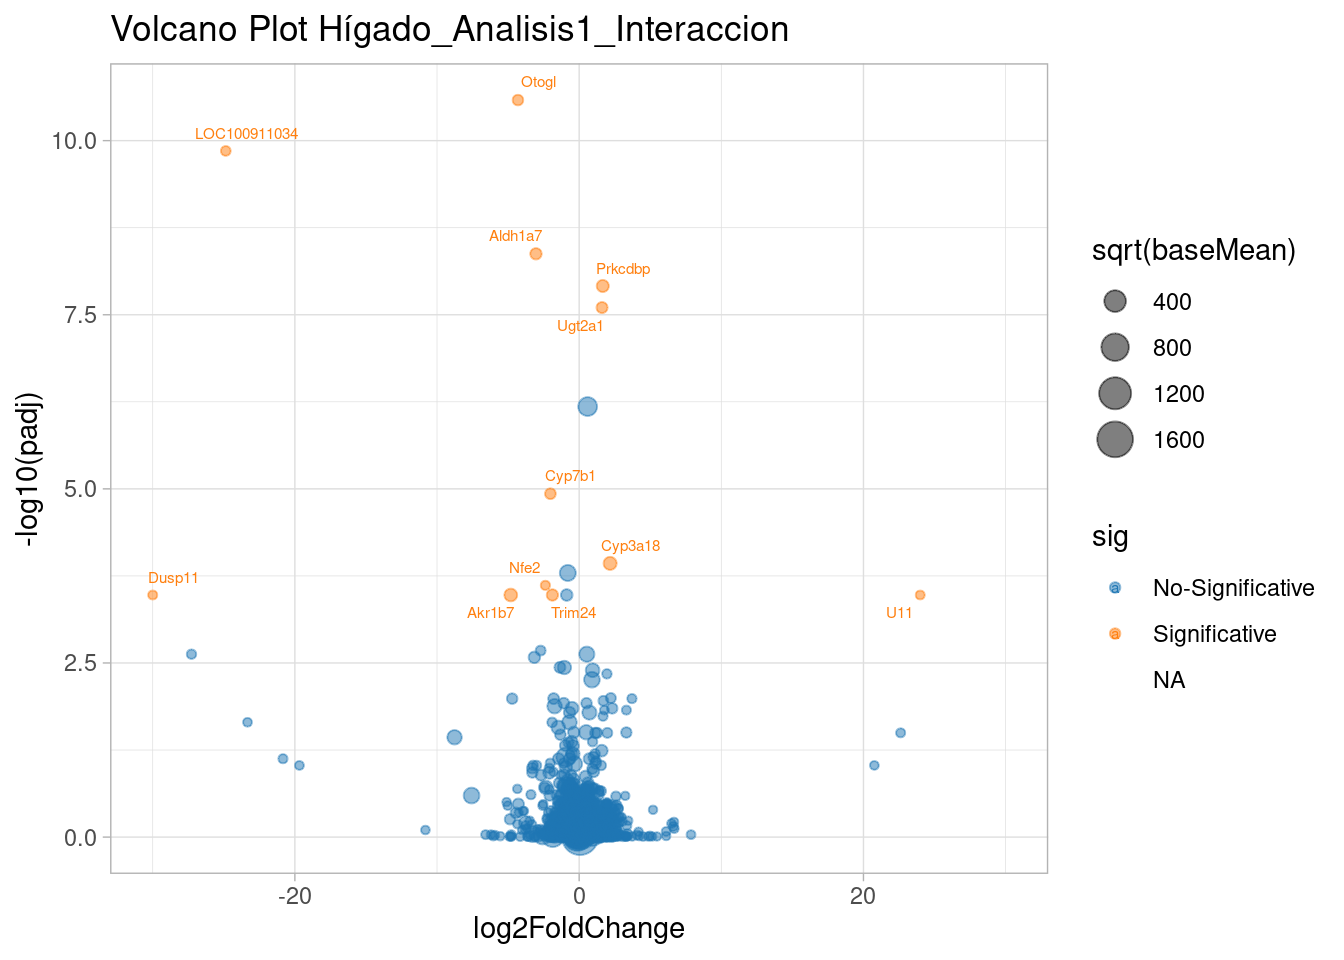 Volcano Plot Hígado_Analisis1_Interaccion
Otogl
LOC100911034
Aldh1a7
Prkcdbp
Ugt2a1
Cyp7b1
Cyp3a18
Nfe2
Dusp11
Akr1b7
Trim24
U11
10.0
7.5
5.0
2.5
0.0
-log10(padj)
-20
0
20
log2FoldChange
sqrt(baseMean)
400
800
1200
1600
sig
a No-Significative
a Significative
NA